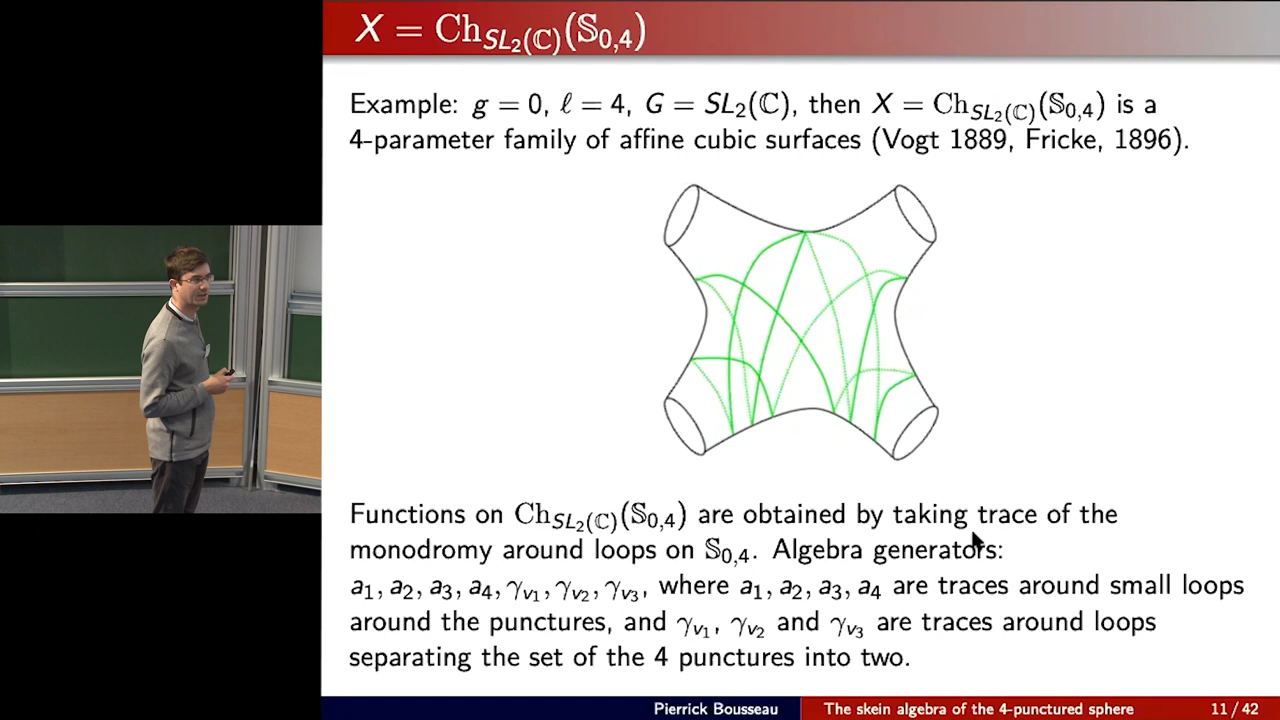 X = Ch_{SL_2(ℂ)}(𝕊_{0,4})
Example: g = 0, ℓ = 4, G = SL_2(ℂ), then X = Ch_{SL_2(ℂ)}(𝕊_{0,4}) is a
4-parameter family of affine cubic surfaces (Vogt 1889, Fricke, 1896).
Functions on Ch_{SL_2(ℂ)}(𝕊_{0,4}) are obtained by taking trace of the
monodromy around loops on 𝕊_{0,4}. Algebra generators:
a_1, a_2, a_3, a_4, γ_{v_1}, γ_{v_2}, γ_{v_3}, where a_1, a_2, a_3, a_4 are traces around small loops
around the punctures, and γ_{v_1}, γ_{v_2} and γ_{v_3} are traces around loops
separating the set of the 4 punctures into two.
Pierrick Bousseau The skein algebra of the 4-punctured sphere 11 / 42